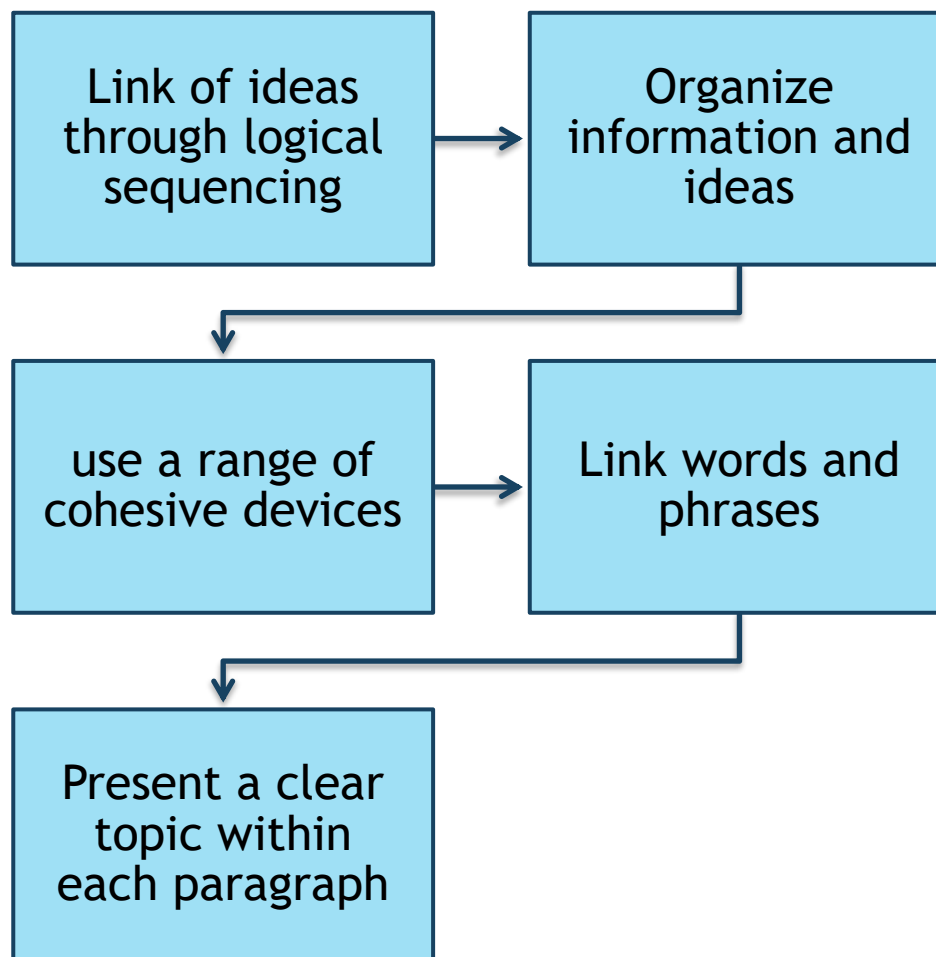 Link of ideas
through logical
sequencing
Organize
information and
ideas
use a range of
cohesive devices
Link words and
phrases
Present a clear
topic within
each paragraph